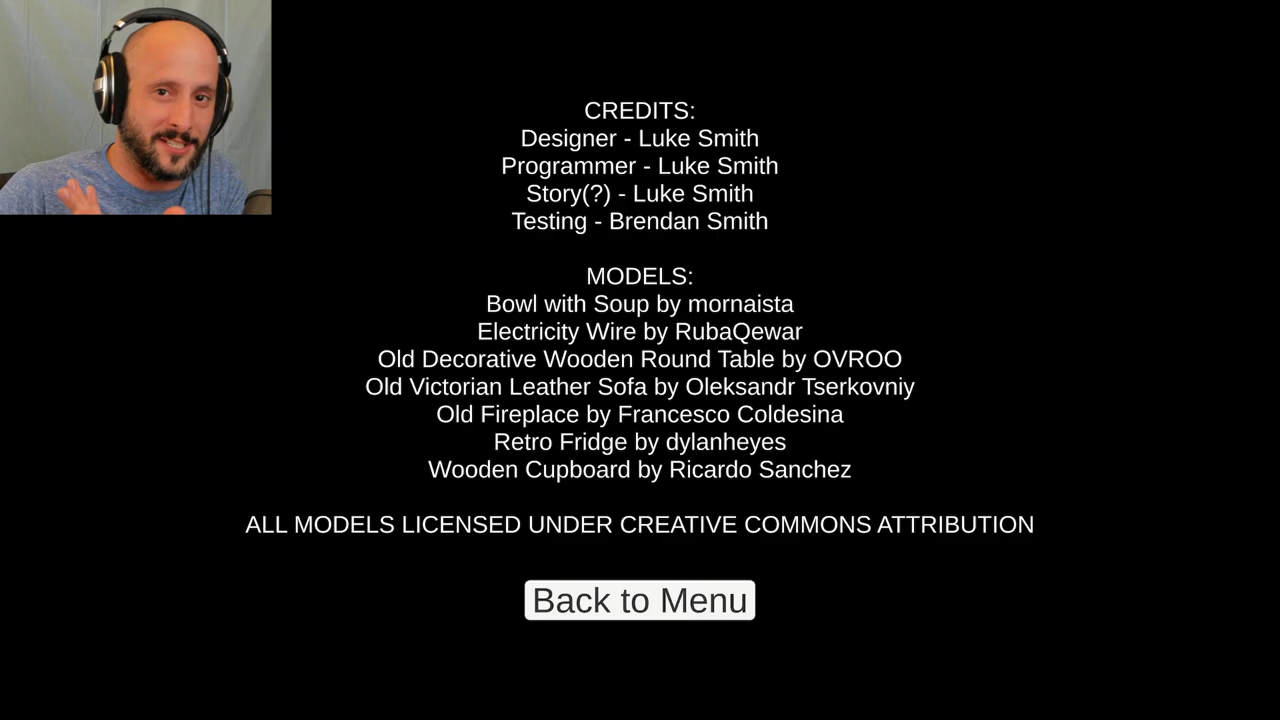 CREDITS:
Designer - Luke Smith
Programmer - Luke Smith
Story(?) - Luke Smith
Testing - Brendan Smith
MODELS:
Bowl with Soup by mornaista
Electricity Wire by RubaQewar
Old Decorative Wooden Round Table by OVROO
Old Victorian Leather Sofa by Oleksandr Tserkovniy
Old Fireplace by Francesco Coldesina
Retro Fridge by dylanheyes
Wooden Cupboard by Ricardo Sanchez
ALL MODELS LICENSED UNDER CREATIVE COMMONS ATTRIBUTION
Back to Menu